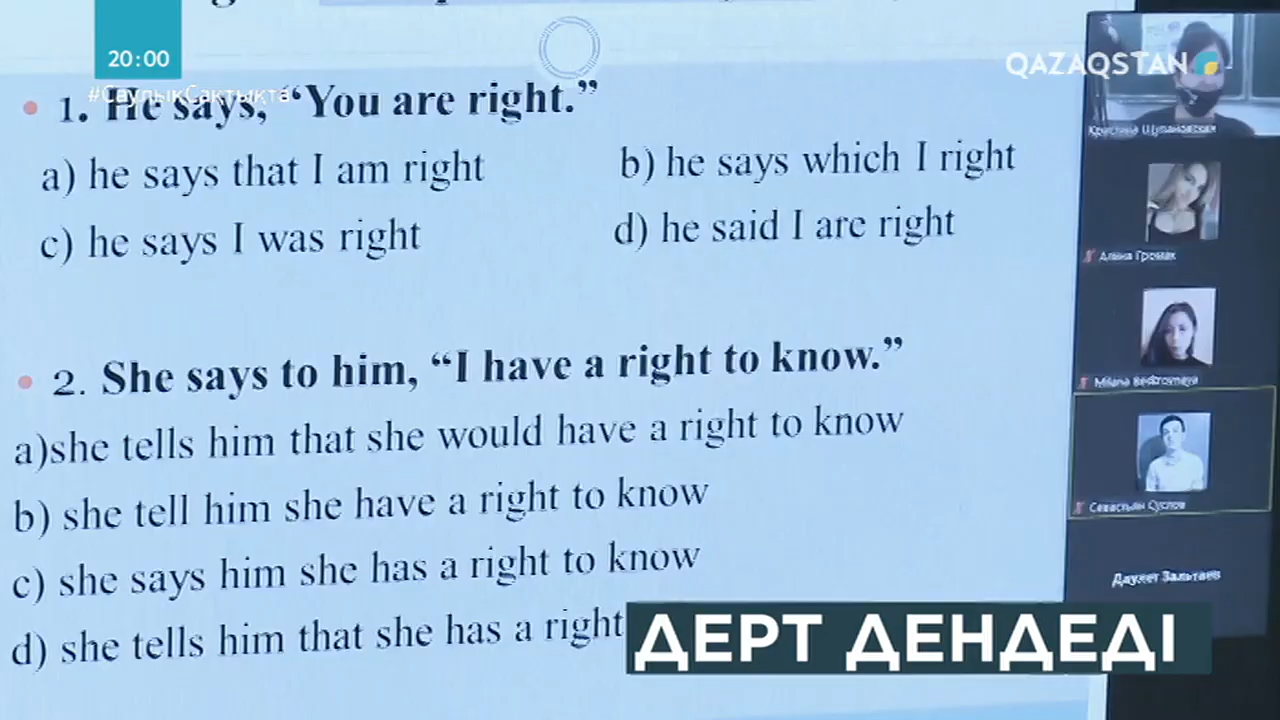 20:00
#СаулықСақтықта
QAZAQSTAN
1. He says, “You are right.”
a) he says that I am right
b) he says which I right
c) he says I was right
d) he said I are right
2. She says to him, “I have a right to know.”
a)she tells him that she would have a right to know
b) she tell him she have a right to know
c) she says him she has a right to know
d) she tells him that she has a right
Алина Громак
Milana
Севастьян Суслов
Даулет
ДЕРТ ДЕНДЕДІ